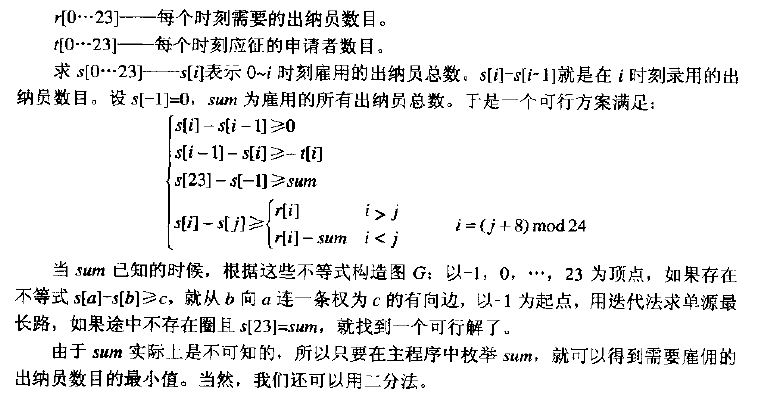 r[0…23]——每个时刻需要的出纳员数目。
t[0…23]——每个时刻应征的申请者数目。
求 s[0…23]——s[i]表示 0~i 时刻雇用的出纳员总数。s[i]-s[i-1]就是在 i 时刻录用的出
纳员数目。设 s[-1]=0，sum 为雇用的所有出纳员总数。于是一个可行方案满足：
s[i]-s[i-1]≥0
s[i-1]-s[i]≥-t[i]
s[23]-s[-1]≥sum
s[i]-s[j]≥{r[i] i>j
r[i]-sum i<j i=(j+8)mod 24
当 sum 已知的时候，根据这些不等式构造图 G：以-1，0，…，23 为顶点，如果存在
不等式 s[a]-s[b]≥c，就从 b 向 a 连一条权为 c 的有向边，以-1 为起点，用迭代法求单源最
长路，如果途中不存在圈且 s[23]=sum，就找到一个可行解了。
由于 sum 实际上是不可知的，所以只要在主程序中枚举 sum，就可以得到需要雇佣的
出纳员数目的最小值。当然，我们还可以用二分法。